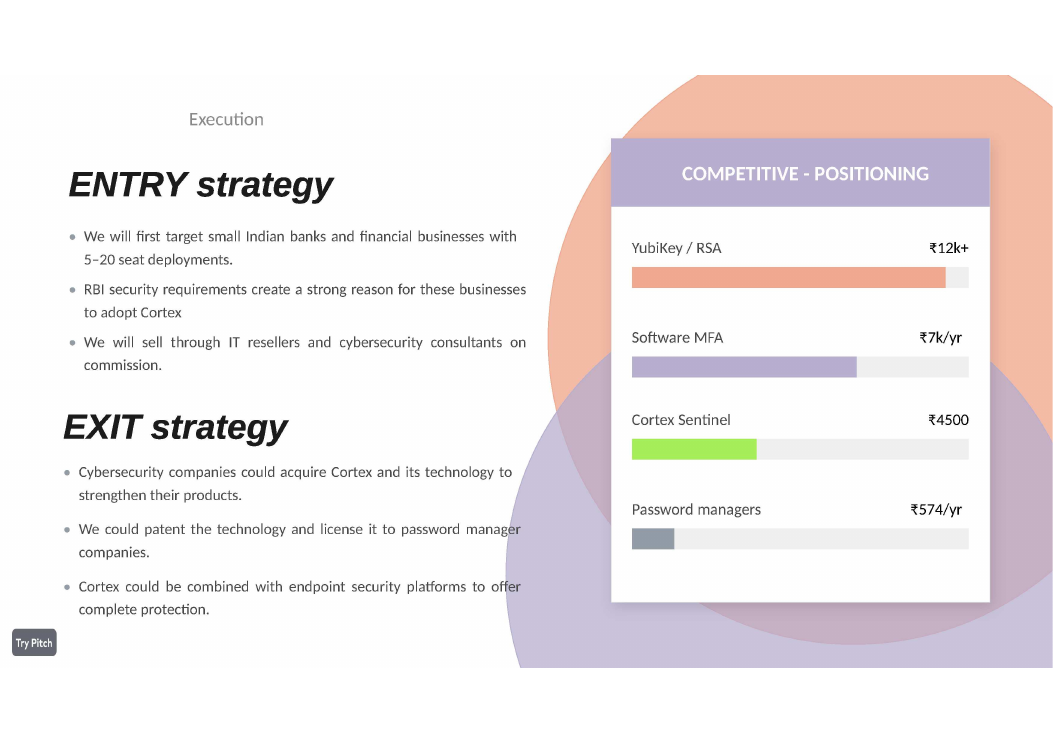 Execution
ENTRY strategy
• We will first target small Indian banks and financial businesses with
5–20 seat deployments.
• RBI security requirements create a strong reason for these businesses
to adopt Cortex
• We will sell through IT resellers and cybersecurity consultants on
commission.
EXIT strategy
• Cybersecurity companies could acquire Cortex and its technology to
strengthen their products.
• We could patent the technology and license it to password manager
companies.
• Cortex could be combined with endpoint security platforms to offer
complete protection.
Try Pitch
COMPETITIVE - POSITIONING
YubiKey / RSA ₹12k+
Software MFA ₹7k/yr
Cortex Sentinel ₹4500
Password managers ₹574/yr